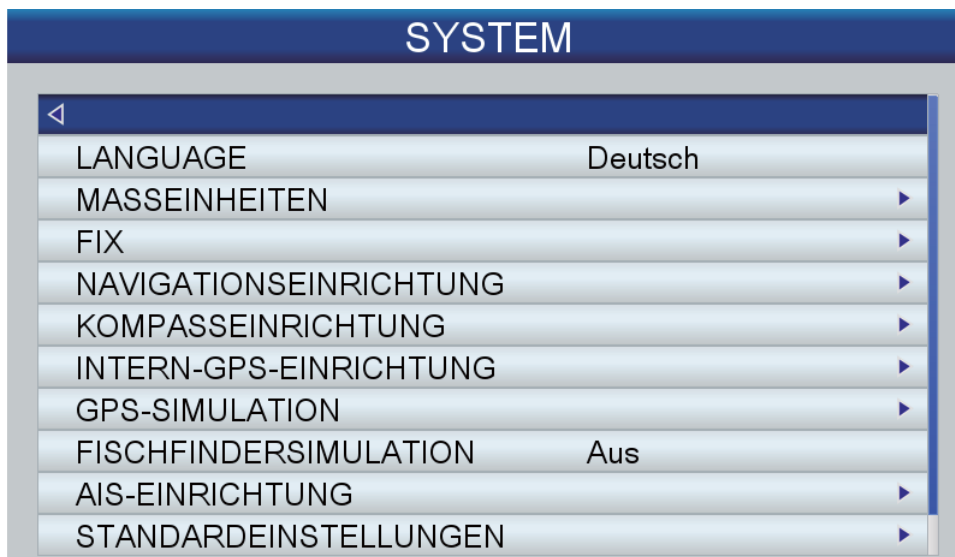 SYSTEM
LANGUAGE Deutsch
MASSEINHEITEN
FIX
NAVIGATIONSEINRICHTUNG
KOMPASSEINRICHTUNG
INTERN-GPS-EINRICHTUNG
GPS-SIMULATION
FISCHFINDERSIMULATION Aus
AIS-EINRICHTUNG
STANDARDEINSTELLUNGEN